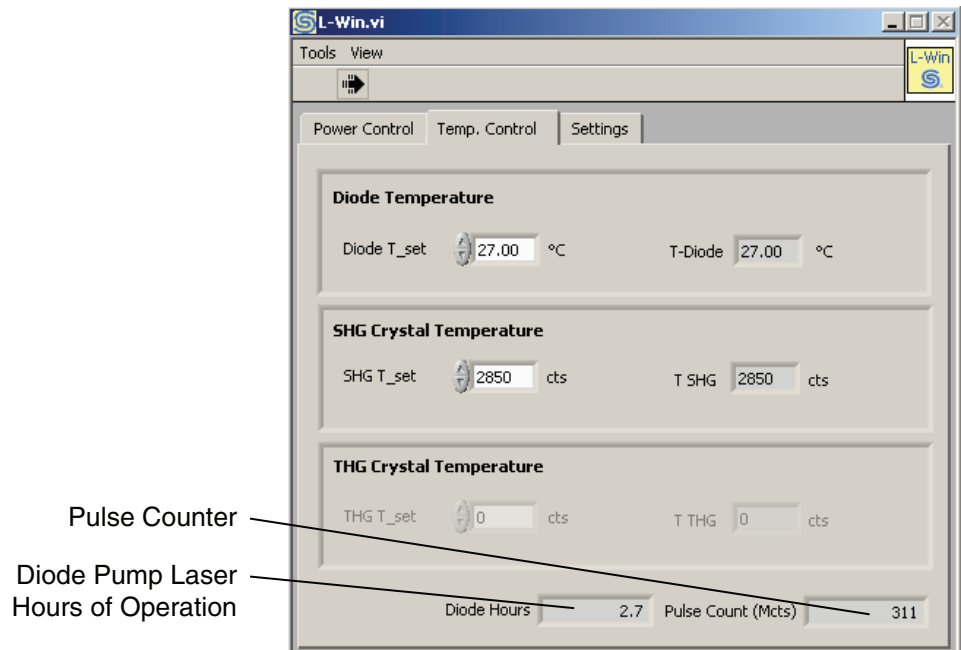 L-Win.vi
Tools View
L-Win
Power Control Temp. Control Settings
Diode Temperature
Diode T_set 27.00 °C T-Diode 27.00 °C
SHG Crystal Temperature
SHG T_set 2850 cts T SHG 2850 cts
THG Crystal Temperature
THG T_set 0 cts T THG 0 cts
Pulse Counter
Diode Pump Laser
Hours of Operation
Diode Hours 2.7 Pulse Count (Mcts) 311